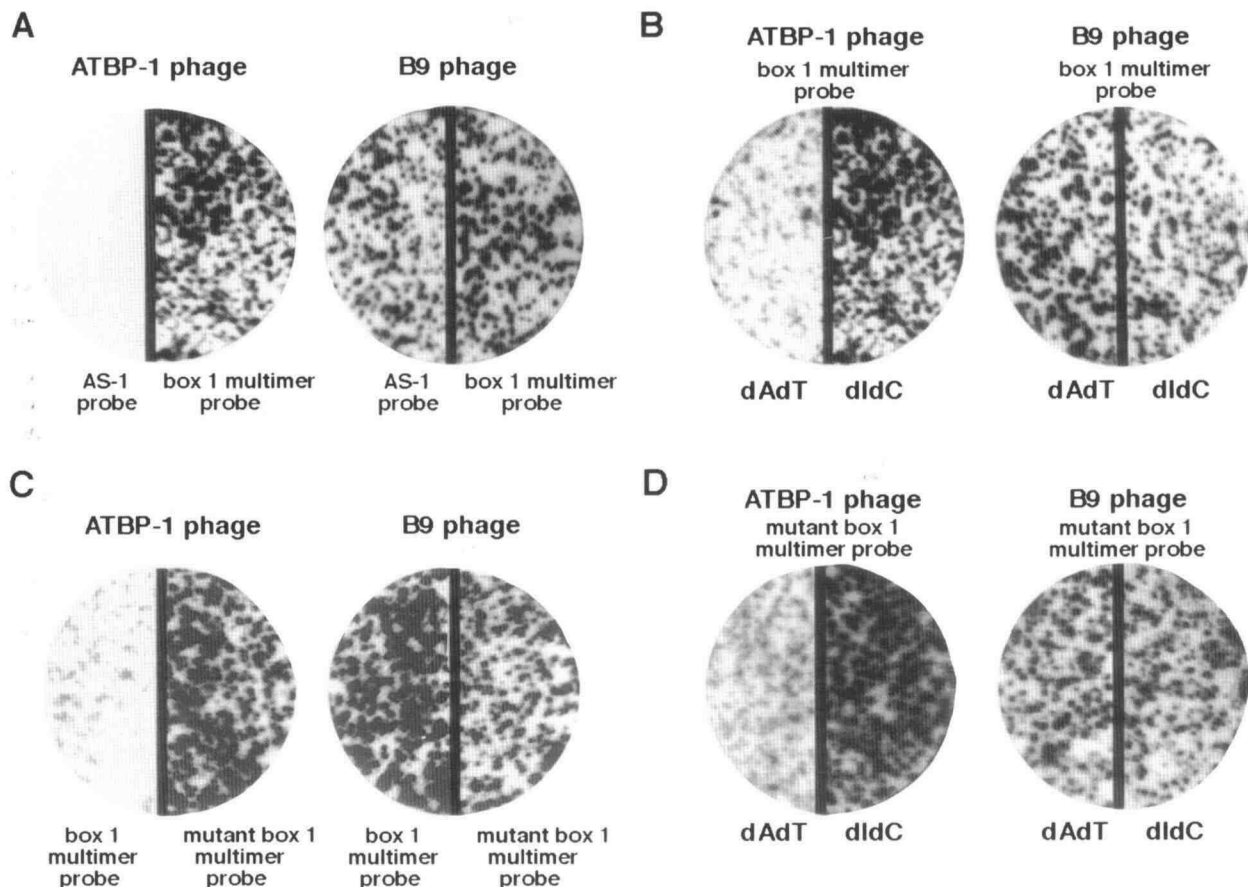 A
ATBP-1 phage
B9 phage
AS-1
probe
box 1 multimer
probe
AS-1
probe
box 1 multimer
probe
B
ATBP-1 phage
box 1 multimer
probe
B9 phage
box 1 multimer
probe
dAdT
dIdC
dAdT
dIdC
C
ATBP-1 phage
B9 phage
box 1
multimer
probe
mutant box 1
multimer
probe
box 1
multimer
probe
mutant box 1
multimer
probe
D
ATBP-1 phage
mutant box 1
multimer probe
B9 phage
mutant box 1
multimer probe
dAdT
dIdC
dAdT
dIdC